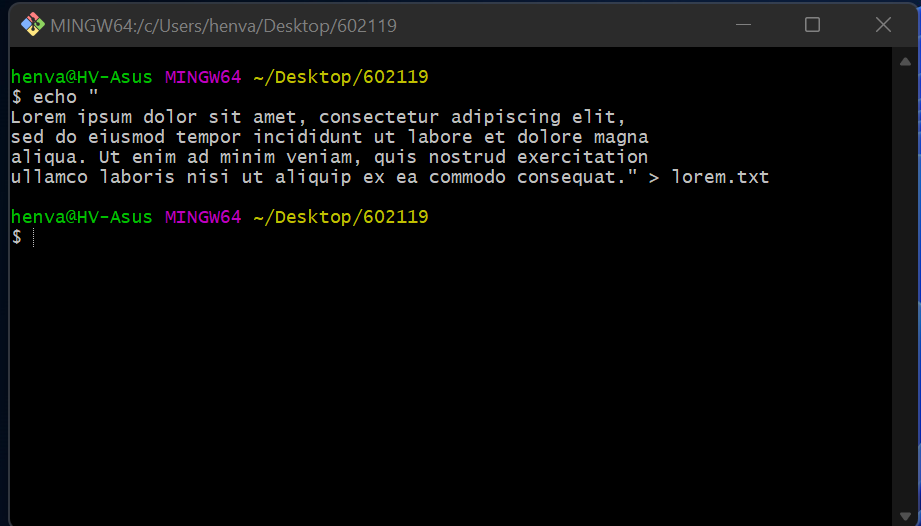 MINGW64:/c/Users/henva/Desktop/602119
henva@HV-Asus MINGW64 ~/Desktop/602119
$ echo "
Lorem ipsum dolor sit amet, consectetur adipiscing elit,
sed do eiusmod tempor incididunt ut labore et dolore magna
aliqua. Ut enim ad minim veniam, quis nostrud exercitation
ullamco laboris nisi ut aliquip ex ea commodo consequat." > lorem.txt
henva@HV-Asus MINGW64 ~/Desktop/602119
$